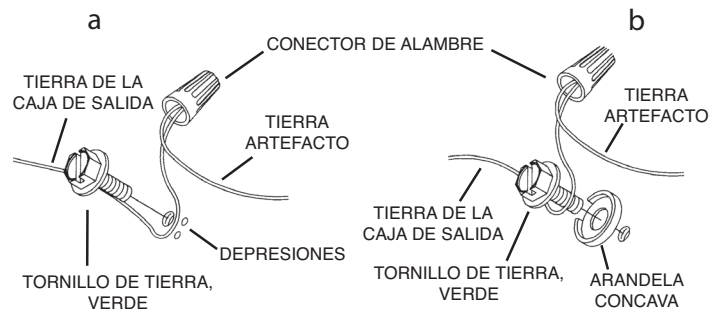 a
b
CONECTOR DE ALAMBRE
TIERRA DE LA
CAJA DE SALIDA
TIERRA
ARTEFACTO
DEPRESIONES
TORNILLO DE TIERRA,
VERDE
TIERRA
ARTEFACTO
TIERRA DE LA
CAJA DE SALIDA
TORNILLO DE TIERRA,
VERDE
ARANDELA
CONCAVA